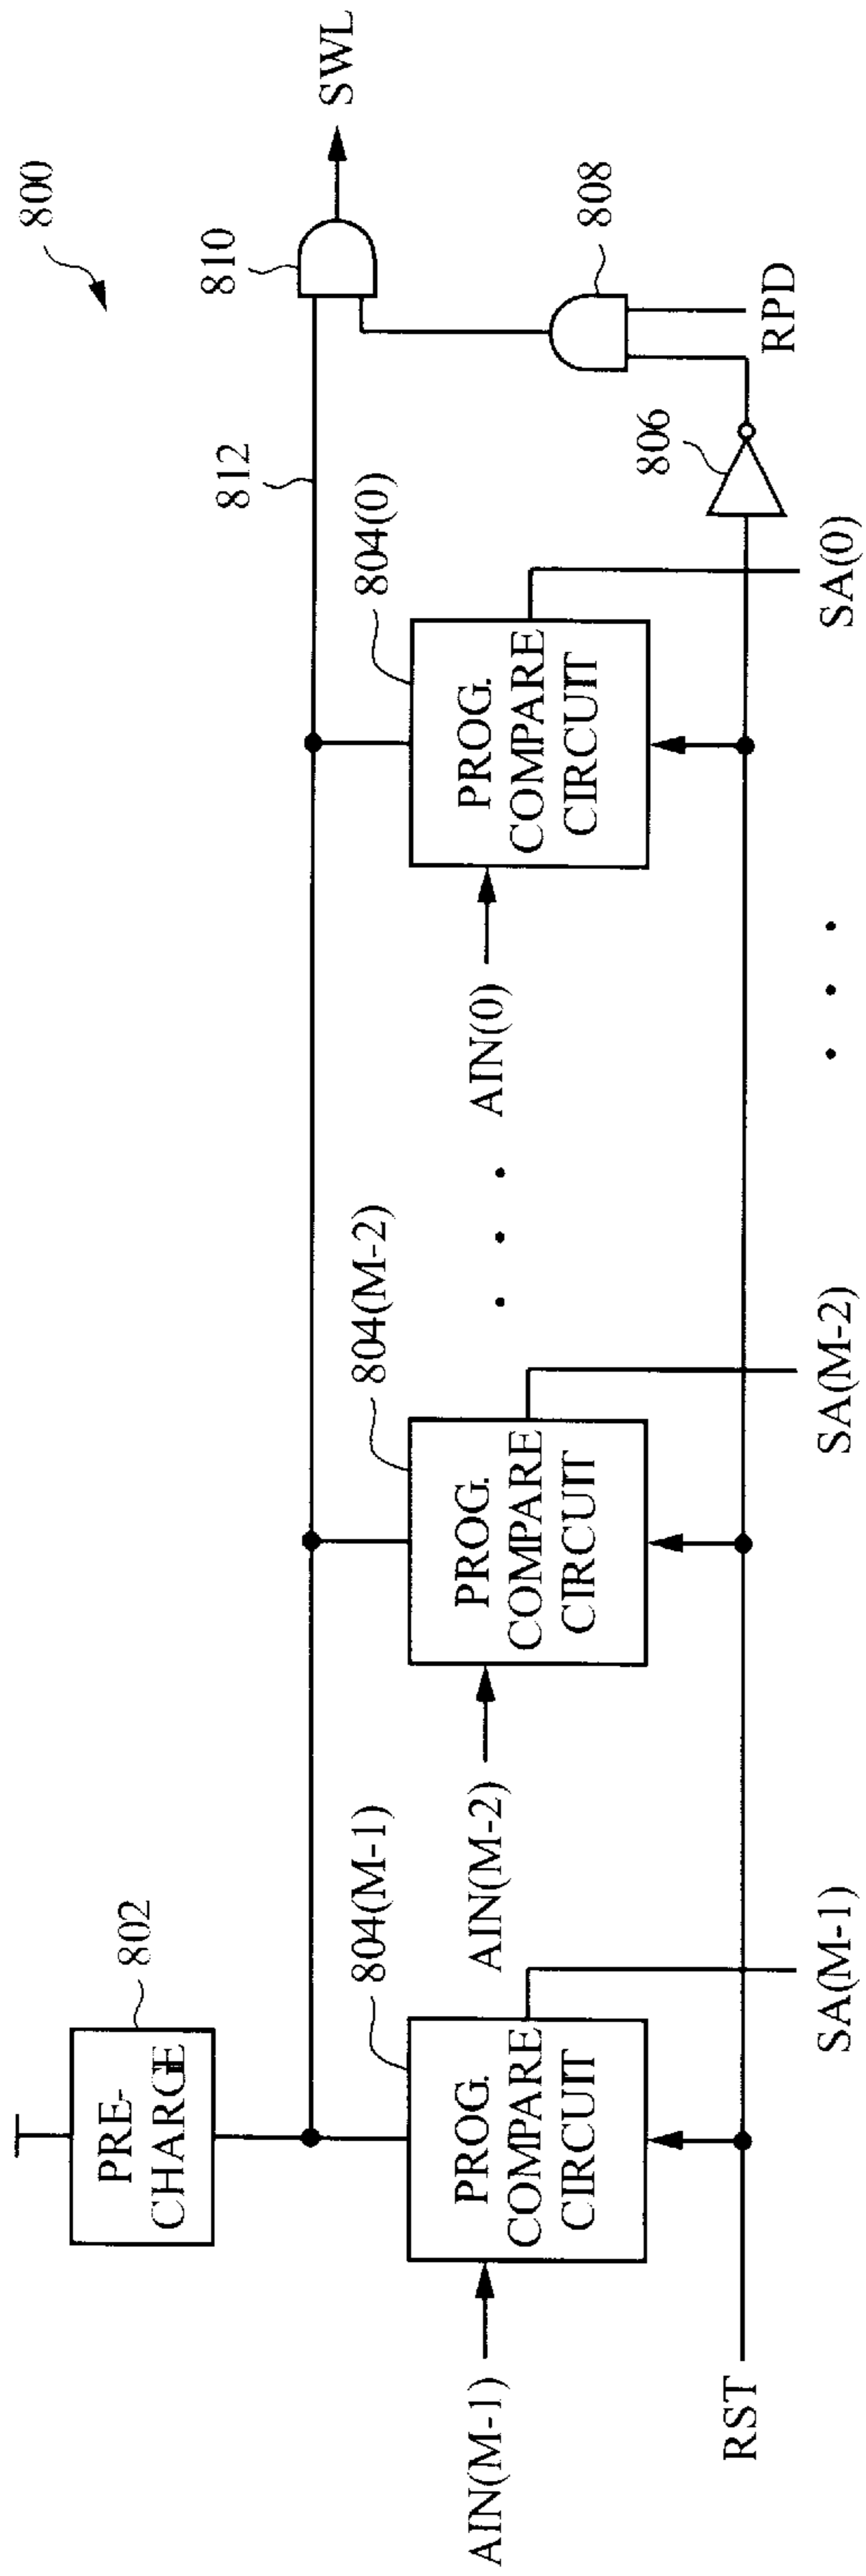 800
802
PRE-
CHARGE
812
810
SWL
804(M-1)
804(M-2)
804(0)
AIN(M-1)
PROG.
COMPARE
CIRCUIT
AIN(M-2)
PROG.
COMPARE
CIRCUIT
AIN(0)
PROG.
COMPARE
CIRCUIT
808
806
RST
RPD
SA(M-1)
SA(M-2)
SA(0)